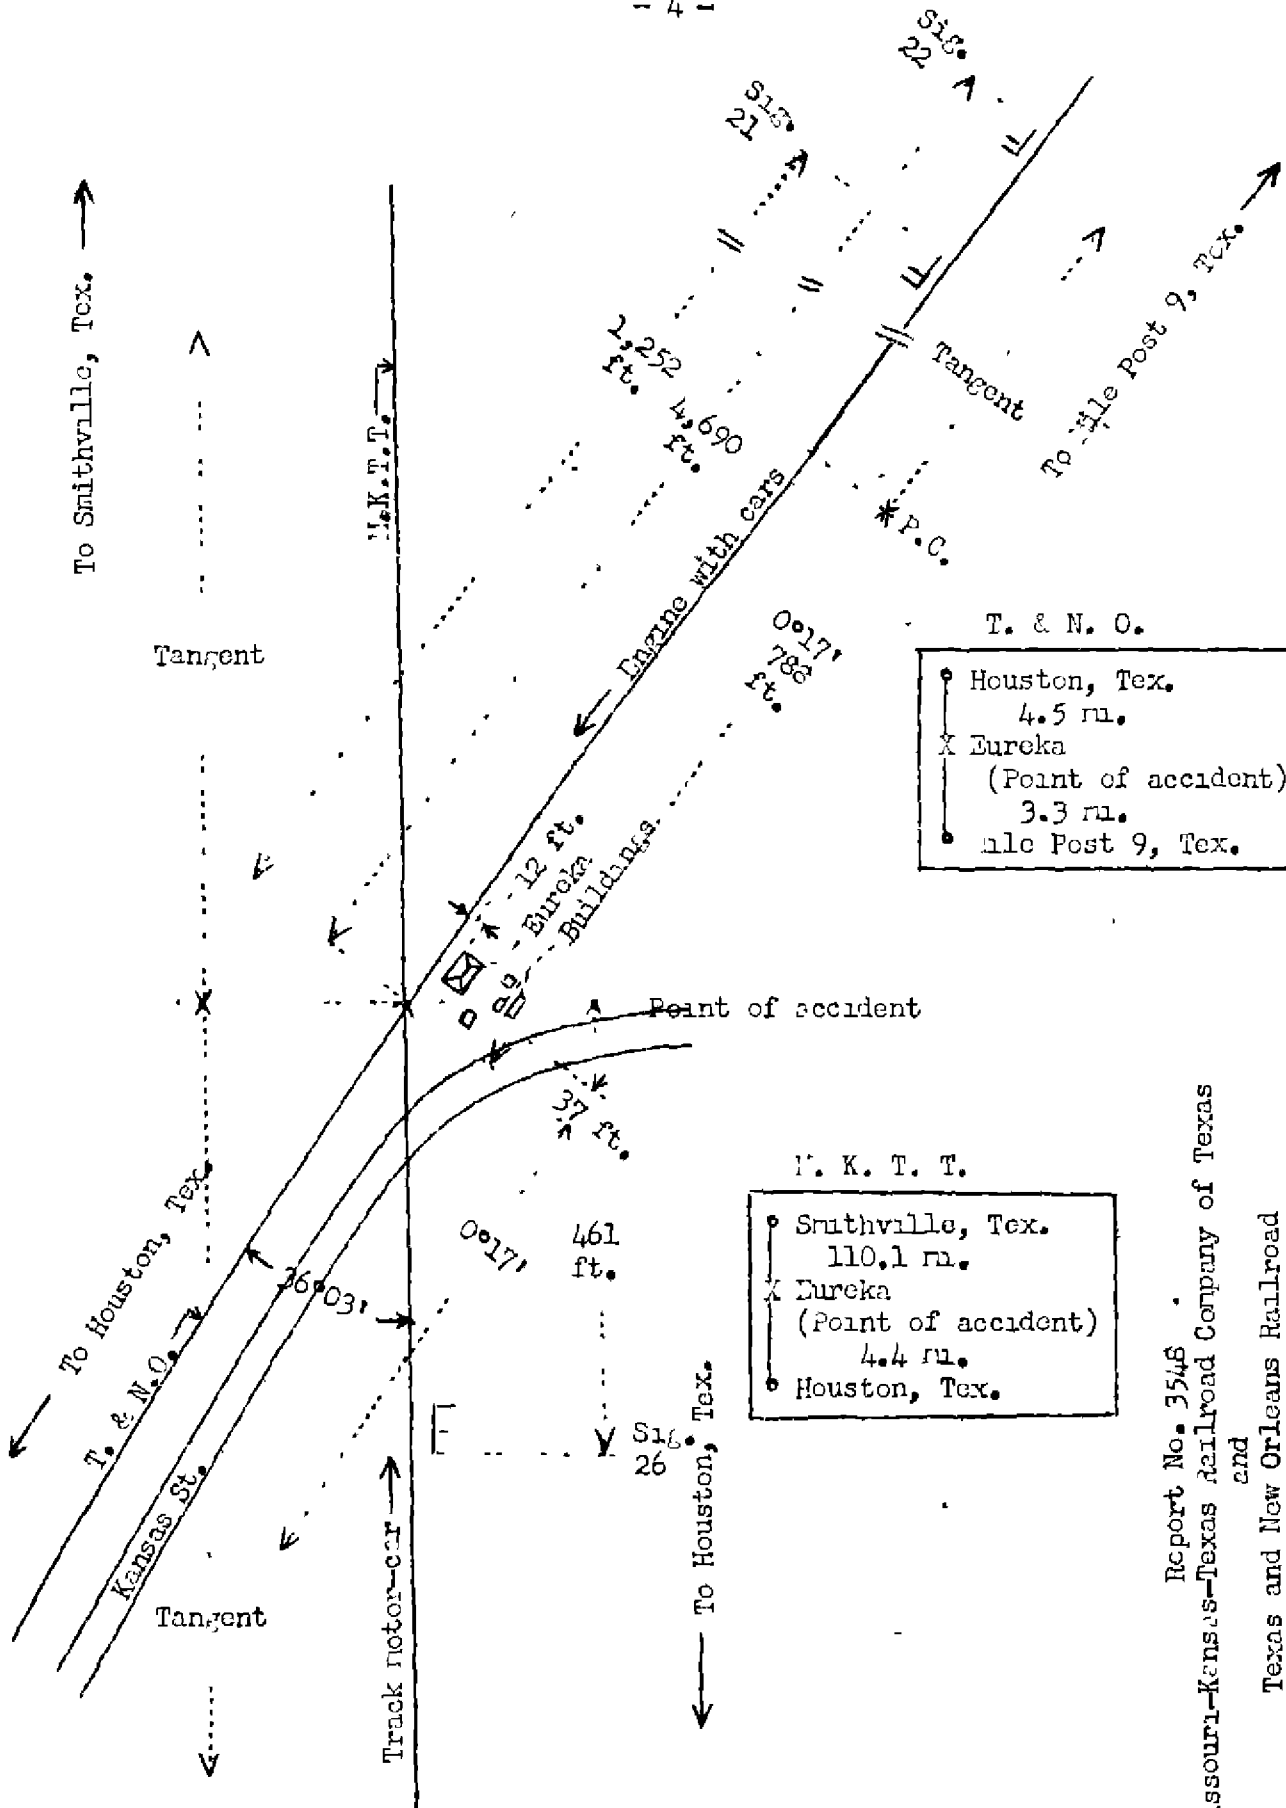 - 4 -
Sig.
22
Sig.
21
To Smithville, Tex.
M.K.T.T.
1,252
ft.
4,690
ft.
Tangent
To Mile Post 9, Tex.
Tangent
P.C.
Engine with cars
0°17'
788
ft.
T. & N. O.
Houston, Tex.
4.5 mi.
X Eureka
(Point of accident)
3.3 mi.
Mile Post 9, Tex.
12 ft.
Eureka
Buildings
X
Point of accident
37 ft.
M. K. T. T.
Smithville, Tex.
110.1 mi.
X Eureka
(Point of accident)
4.4 mi.
Houston, Tex.
0°17'
461
ft.
36°03'
To Houston, Tex.
T. & N.O.
Kansas St.
Sig.
26
To Houston, Tex.
Track motor-car
Tangent
Report No. 3548
ssouri-Kansas-Texas Railroad Company of Texas
and
Texas and New Orleans Railroad